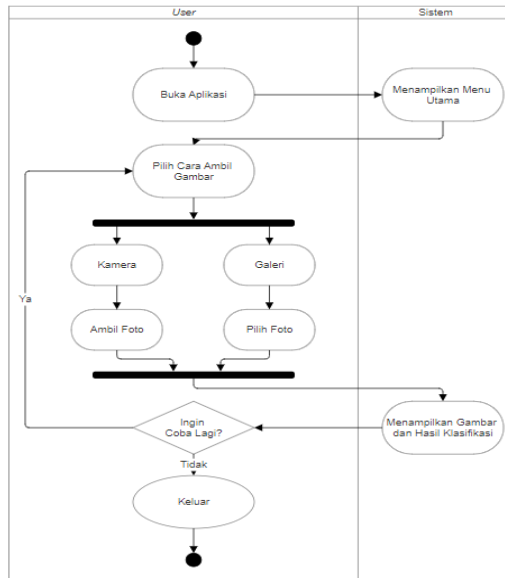 User
Sistem
Buka Aplikasi
Menampilkan Menu
Utama
Pilih Cara Ambil
Gambar
Kamera
Galeri
Ya
Ambil Foto
Pilih Foto
Ingin
Coba Lagi?
Menampilkan Gambar
dan Hasil Klasifikasi
Tidak
Keluar